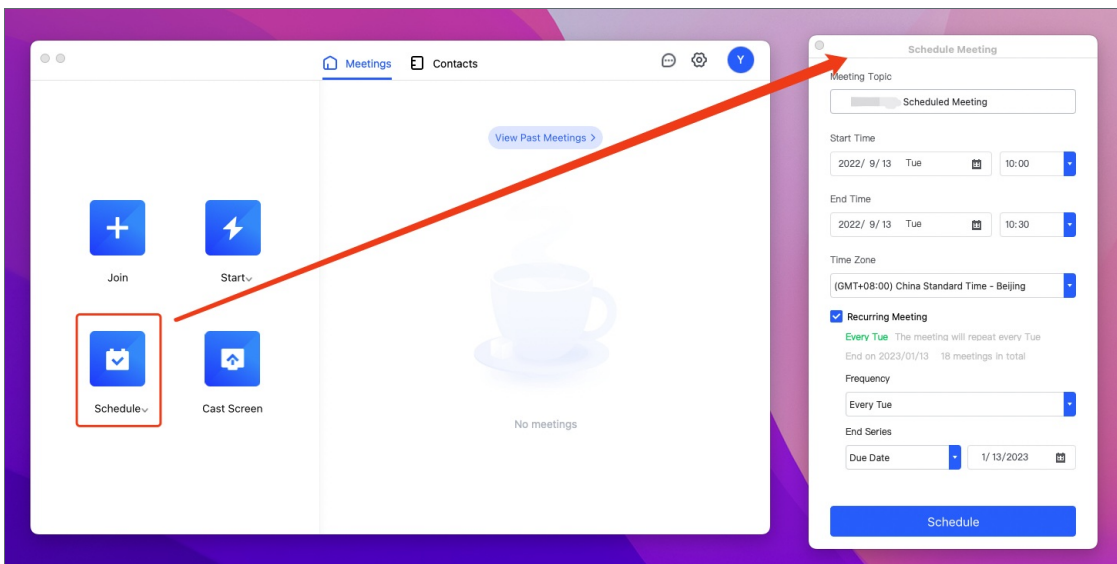 Meetings
Contacts
Y
View Past Meetings >
Join
Start
Schedule
Cast Screen
No meetings
Schedule Meeting
Meeting Topic
Scheduled Meeting
Start Time
2022/ 9/ 13 Tue 10:00
End Time
2022/ 9/ 13 Tue 10:30
Time Zone
(GMT+08:00) China Standard Time - Beijing
Recurring Meeting
Every Tue The meeting will repeat every Tue
End on 2023/01/13 18 meetings in total
Frequency
Every Tue
End Series
Due Date 1/ 13/2023
Schedule